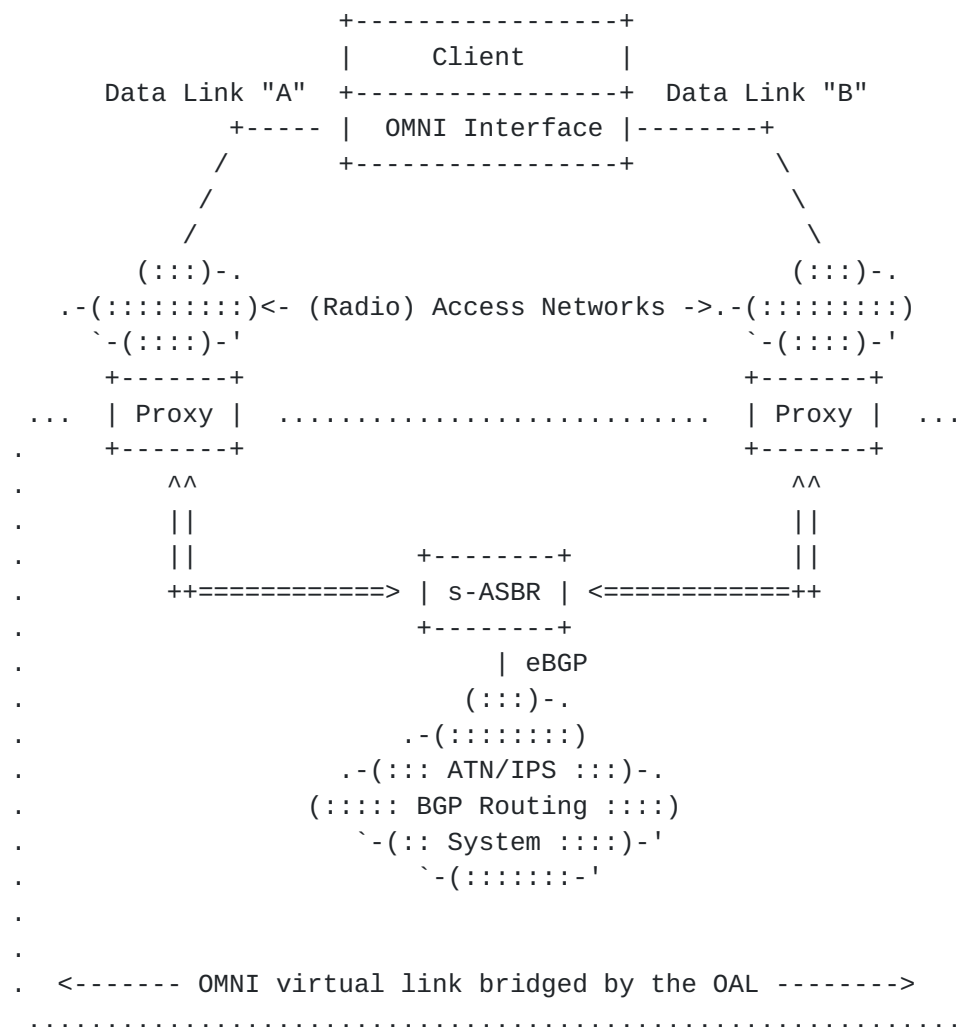 Client
Data Link "A" Data Link "B"
OMNI Interface
(Radio) Access Networks
Proxy Proxy
s-ASBR
eBGP
ATN/IPS
BGP Routing
System
OMNI virtual link bridged by the OAL